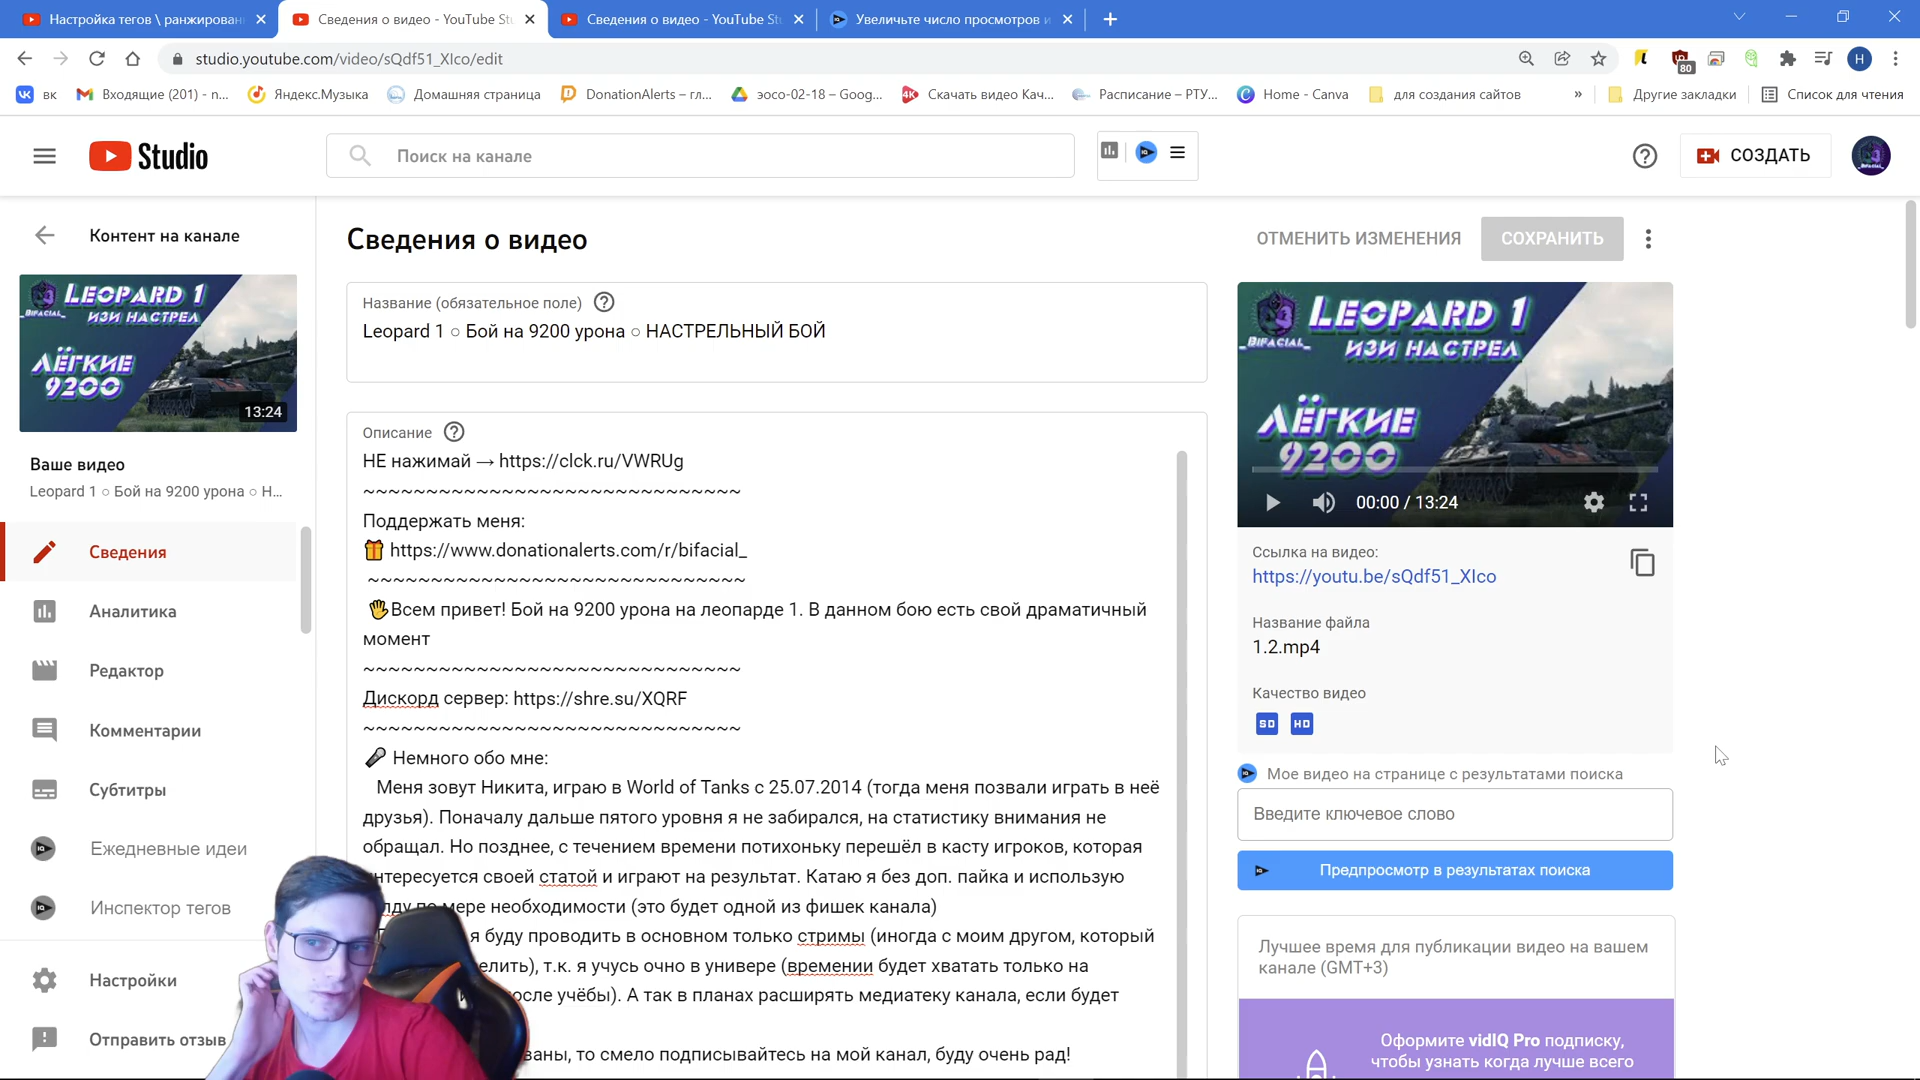 Настройка тегов \ ранжирован
Сведения о видео - YouTube St
Сведения о видео - YouTube St
Увеличьте число просмотров и
studio.youtube.com/video/sQdf51_XIco/edit
80
Н
вк
Входящие (201) - n...
Яндекс.Музыка
Домашняя страница
DonationAlerts – гл...
эосо-02-18 – Goog...
4K
Скачать видео Кач...
Расписание – РТУ...
Home - Canva
для создания сайтов
»
Другие закладки
Список для чтения
Studio
Поиск на канале
СОЗДАТЬ
Контент на канале
Сведения о видео
ОТМЕНИТЬ ИЗМЕНЕНИЯ
СОХРАНИТЬ
LEOPARD 1
ИЗИ НАСТРЕЛ
_BIFACIAL_
ЛЁГКИЕ
9200
13:24
Ваше видео
Leopard 1 ○ Бой на 9200 урона ○ Н...
Сведения
Аналитика
Редактор
Комментарии
Субтитры
Ежедневные идеи
Инспектор тегов
Настройки
Отправить отзыв
Название (обязательное поле)
Leopard 1 ○ Бой на 9200 урона ○ НАСТРЕЛЬНЫЙ БОЙ
Описание
НЕ нажимай → https://clck.ru/VWRUg
~~~~~~~~~~~~~~~~~~~~~~~~~~~~~~
Поддержать меня:
🎁 https://www.donationalerts.com/r/bifacial_
~~~~~~~~~~~~~~~~~~~~~~~~~~~~~~
👋Всем привет! Бой на 9200 урона на леопарде 1. В данном бою есть свой драматичный
момент
~~~~~~~~~~~~~~~~~~~~~~~~~~~~~~
Дискорд сервер: https://shre.su/XQRF
~~~~~~~~~~~~~~~~~~~~~~~~~~~~~~
🎤 Немного обо мне:
Меня зовут Никита, играю в World of Tanks с 25.07.2014 (тогда меня позвали играть в неё
друзья). Поначалу дальше пятого уровня я не забирался, на статистику внимания не
обращал. Но позднее, с течением времени потихоньку перешёл в касту игроков, которая
нтересуется своей статой и играют на результат. Катаю я без доп. пайка и использую
лду по мере необходимости (это будет одной из фишек канала)
я буду проводить в основном только стримы (иногда с моим другом, который
елить), т.к. я учусь очно в универе (времении будет хватать только на
осле учёбы). А так в планах расширять медиатеку канала, если будет
ваны, то смело подписывайтесь на мой канал, буду очень рад!
LEOPARD 1
ИЗИ НАСТРЕЛ
_BIFACIAL_
ЛЁГКИЕ
9200
00:00 / 13:24
Ссылка на видео:
https://youtu.be/sQdf51_XIco
Название файла
1.2.mp4
Качество видео
SD HD
Мое видео на странице с результатами поиска
Введите ключевое слово
Предпросмотр в результатах поиска
Лучшее время для публикации видео на вашем
канале (GMT+3)
Оформите vidIQ Pro подписку,
чтобы узнать когда лучше всего